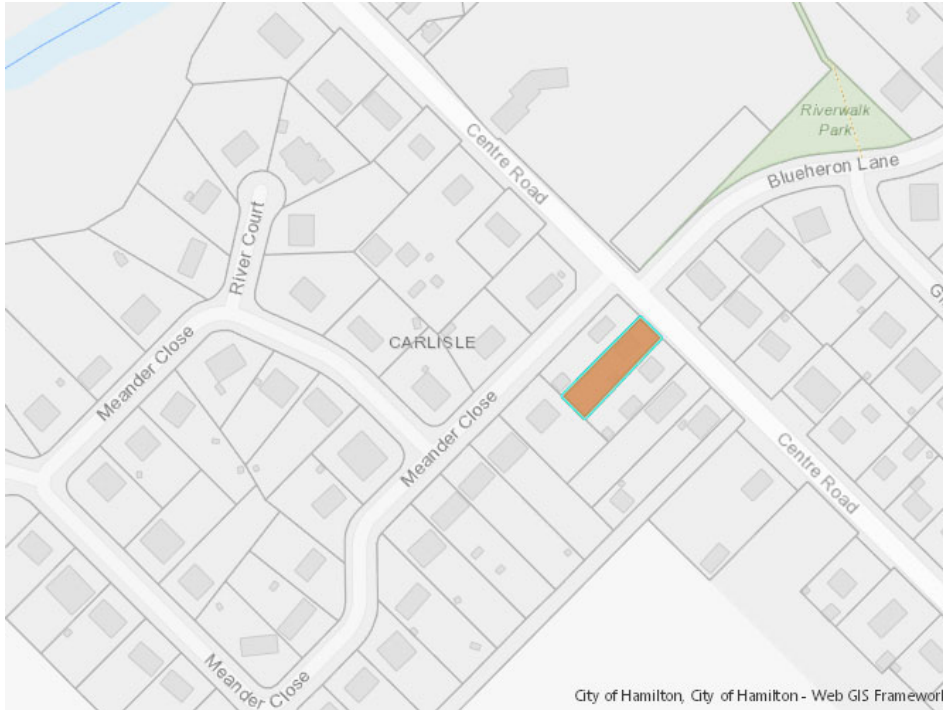 Riverwalk
Park
Centre Road
Blueheron Lane
River Court
G
CARLISLE
Meander Close
Meander Close
Centre Road
Meander Close
City of Hamilton, City of Hamilton - Web GIS Framework